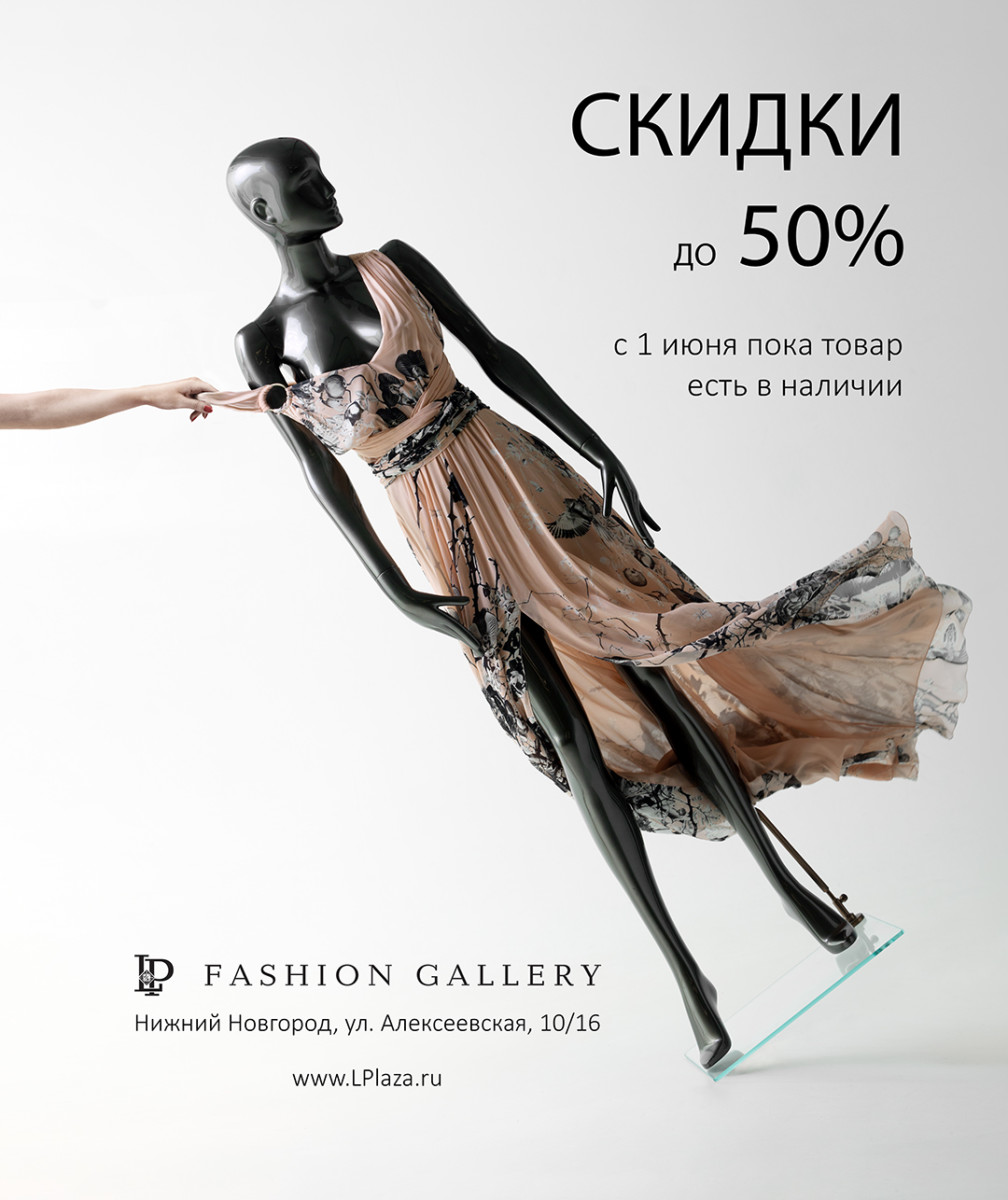 СКИДКИ
до 50%
с 1 июня пока товар
есть в наличии
LP FASHION GALLERY
Нижний Новгород, ул. Алексеевская, 10/16
www.LPlaza.ru